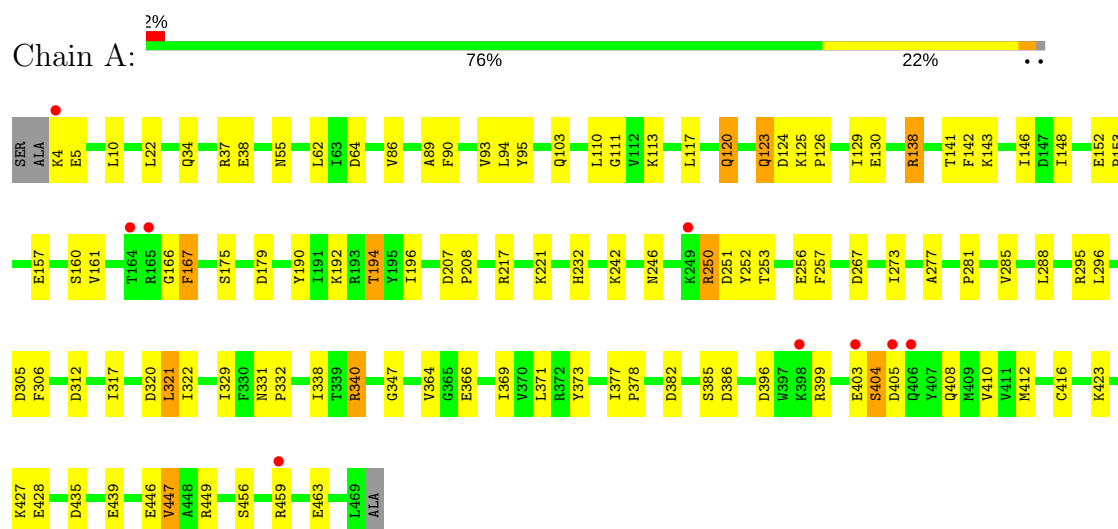 2%
Chain A:
76% 22% • •
SER ALA K4 E5 L10 L22 Q34 R37 E38 N55 L62 I63 D64 V86 A89 F90 V93 L94 Y95 Q103 L110 G111 V112 K113 L117 Q120 Q123 D124 K125 P126 I129 E130 R138 T141 F142 K143 I146 D147 T148 E152
E157 S160 V161 T164 R165 G166 F167 S175 D179 Y190 I191 K192 R193 T194 Y195 I196 D207 P208 R217 K221 H232 K242 N246 K249 R250 D251 Y252 T253 E256 F257 D267 I273 A277 P281 V285 L288 R295 L296
D305 F306 D312 I317 D320 L321 I322 I329 F330 N331 P332 I338 T339 R340 G347 V364 G365 E366 I369 V370 L371 R372 Y373 I377 P378 D382 S385 D386 D396 W397 K398 R399 E403 S404 D405 Q406 Y407 Q408 M409 V410 V411 M412 C416 K423
K427 E428 D435 E439 E446 V447 A448 R449 S456 R459 E463 L469 ALA